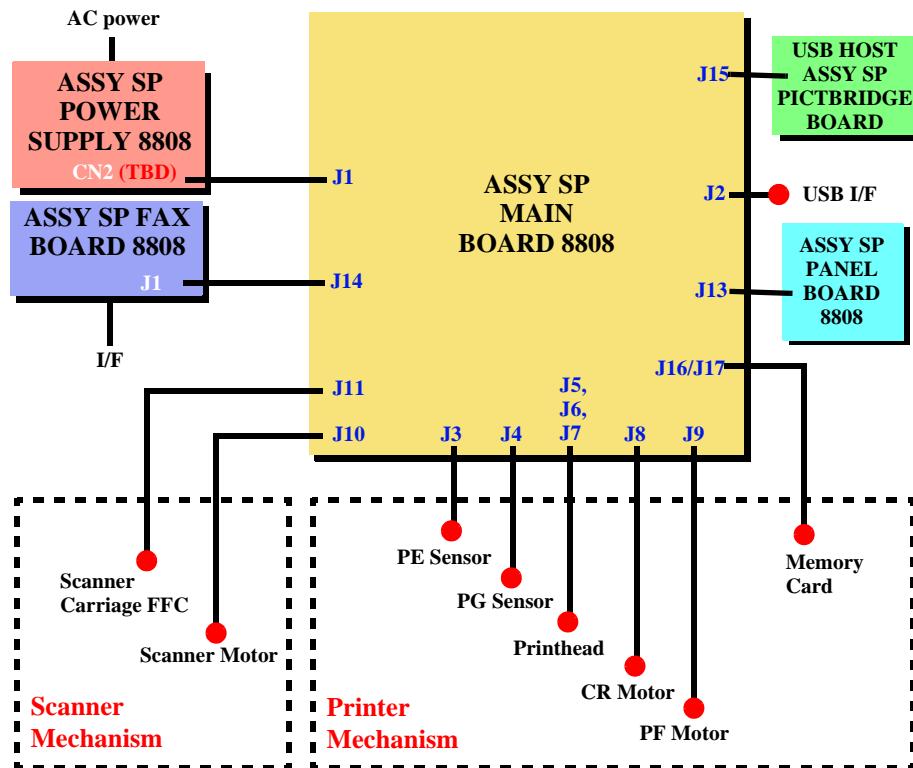 AC power
ASSY SP
POWER
SUPPLY 8808
CN2 (TBD)
ASSY SP FAX
BOARD 8808
J1
I/F
ASSY SP
MAIN
BOARD 8808
J1
J14
J11
J10
J3
J4
J5,
J6,
J7
J8
J9
J15
J2
J13
J16/J17
USB HOST
ASSY SP
PICTBRIDGE
BOARD
USB I/F
ASSY SP
PANEL
BOARD
8808
Scanner
Carriage FFC
Scanner Motor
Scanner
Mechanism
PE Sensor
PG Sensor
Printhead
CR Motor
PF Motor
Memory
Card
Printer
Mechanism